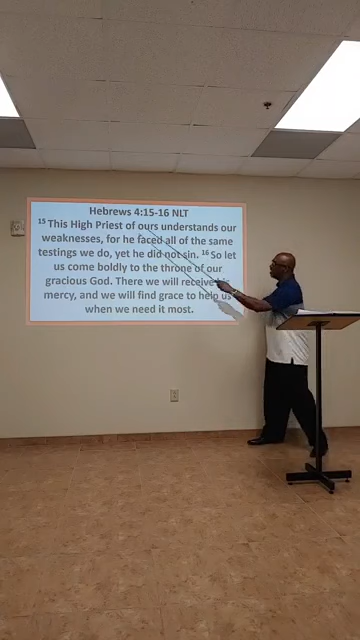 Hebrews 4:15-16 NLT
15 This High Priest of ours understands our
weaknesses, for he faced all of the same
testings we do, yet he did not sin. 16 So let
us come boldly to the throne of our
gracious God. There we will receive his
mercy, and we will find grace to help us
when we need it most.